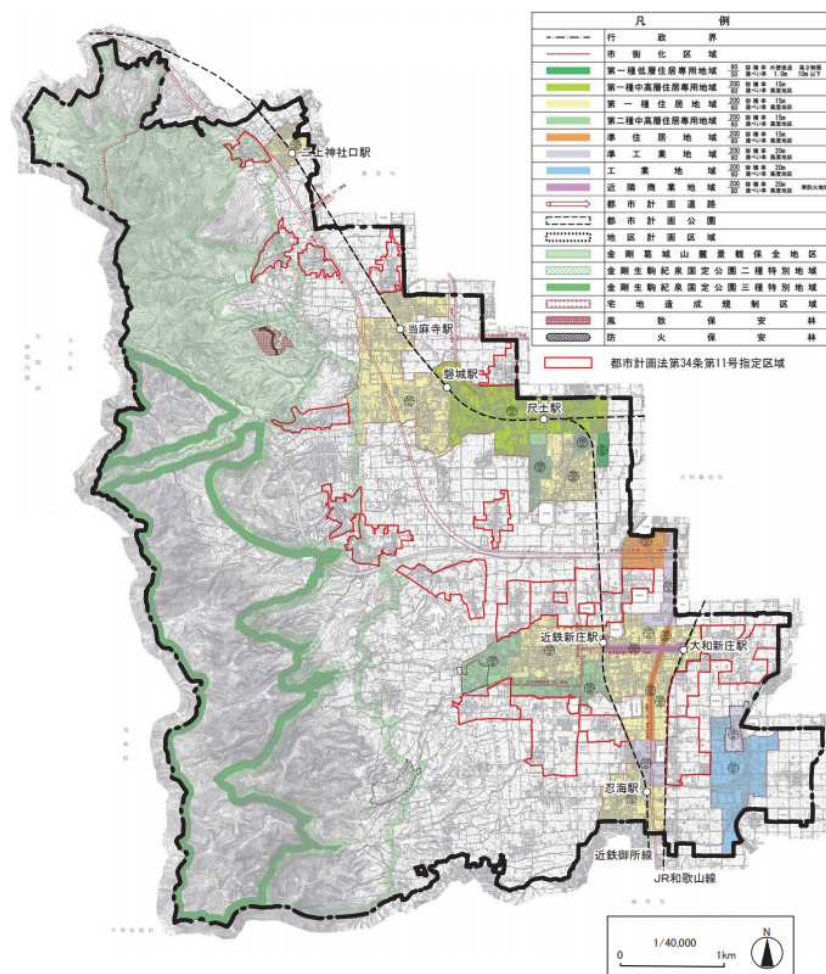 凡例
行政界
市街化区域
第一種低層住居専用地域
第一種中高層住居専用地域
第一種住居地域
第二種中高層住居専用地域
準住居地域
準工業地域
工業地域
近隣商業地域
都市計画道路
都市計画公園
地区計画区域
金剛葛城山麓景観保全地区
金剛生駒紀泉国定公園二種特別地域
金剛生駒紀泉国定公園三種特別地域
宅地造成規制区域
風致保安林
防火保安林
都市計画法第34条第11号指定区域
二上神社口駅
当麻寺駅
磐城駅
尺土駅
近鉄新庄駅
大和新庄駅
忍海駅
近鉄御所線
JR和歌山線
1/40,000
N
0 1km